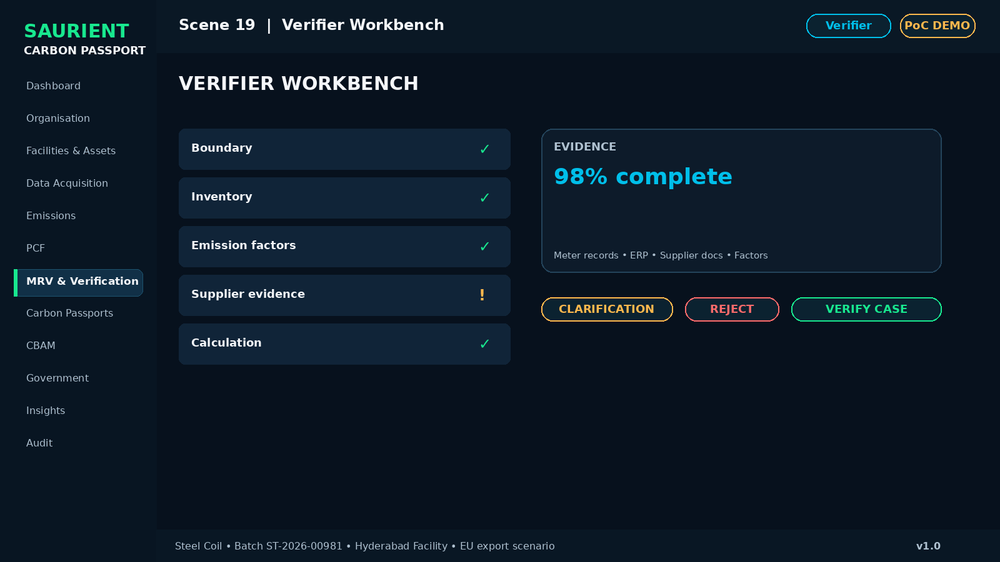 SAURIENT
CARBON PASSPORT
Dashboard
Organisation
Facilities & Assets
Data Acquisition
Emissions
PCF
MRV & Verification
Carbon Passports
CBAM
Government
Insights
Audit
Scene 19 | Verifier Workbench
Verifier
PoC DEMO
VERIFIER WORKBENCH
Boundary ✓
Inventory ✓
Emission factors ✓
Supplier evidence !
Calculation ✓
EVIDENCE
98% complete
Meter records • ERP • Supplier docs • Factors
CLARIFICATION
REJECT
VERIFY CASE
Steel Coil • Batch ST-2026-00981 • Hyderabad Facility • EU export scenario
v1.0